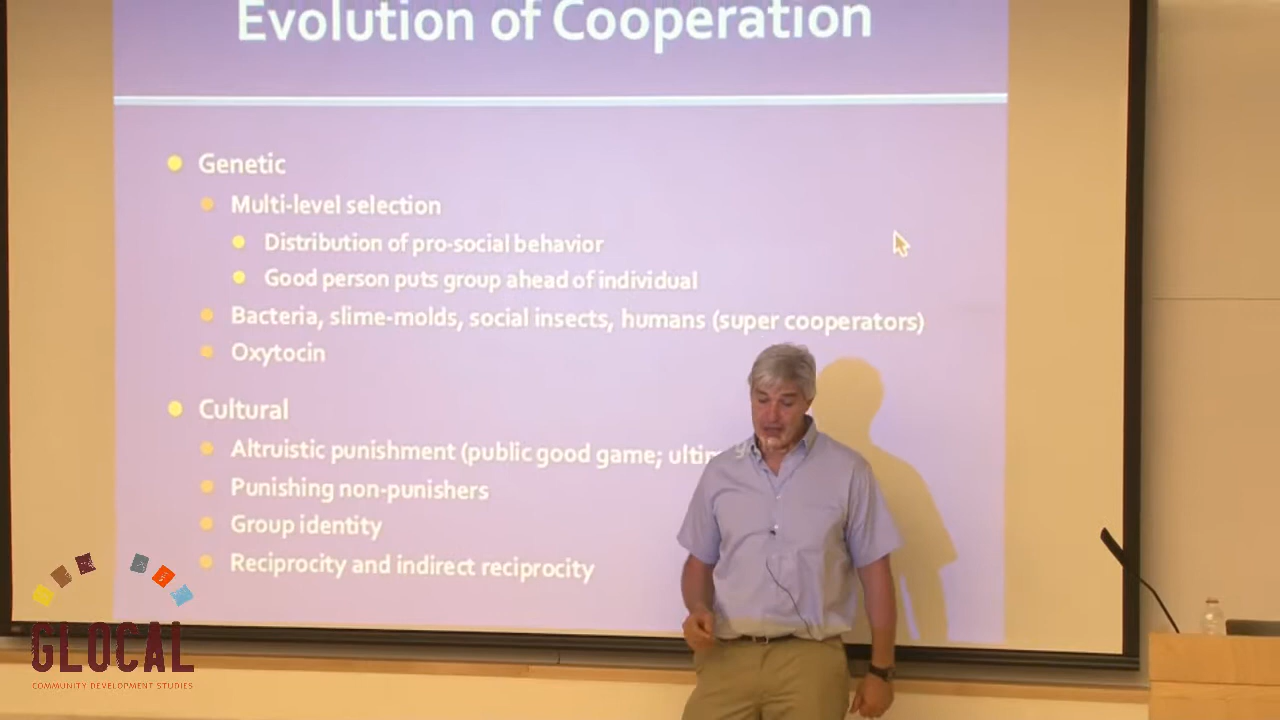 Evolution of Cooperation
Genetic
Multi-level selection
Distribution of pro-social behavior
Good person puts group ahead of individual
Bacteria, slime-molds, social insects, humans (super cooperators)
Oxytocin
Cultural
Altruistic punishment (public good game;
Punishing non-punishers
Group identity
Reciprocity and indirect reciprocity
GLOCAL
COMMUNITY DEVELOPMENT STUDIES